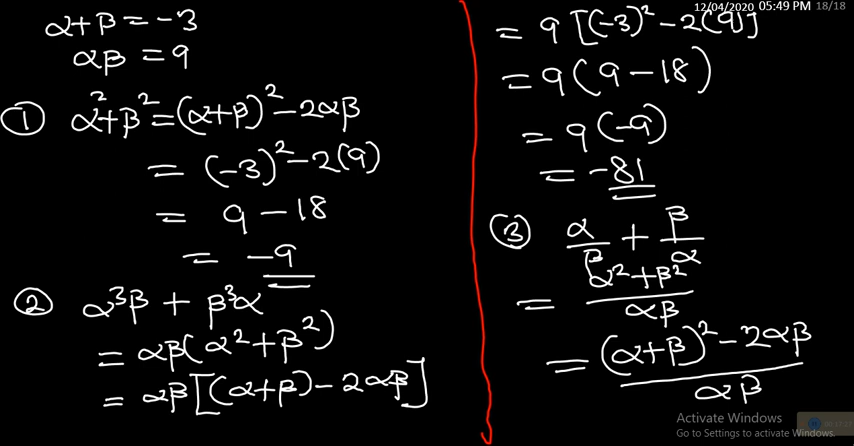 α+β = -3
αβ = 9
① α²+β² = (α+β)² - 2αβ
= (-3)² - 2(9)
= 9 - 18
= -9
② α³β + β³α
= αβ(α²+β²)
= αβ[(α+β) - 2αβ]
12/04/2020 05:49 PM 18/18
= 9[(-3)² - 2(9)]
= 9(9 - 18)
= 9(-9)
= -81
③ α/β + β/α
= α²+β²/αβ
= (α+β)² - 2αβ/αβ
Activate Windows
Go to Settings to activate Windows.